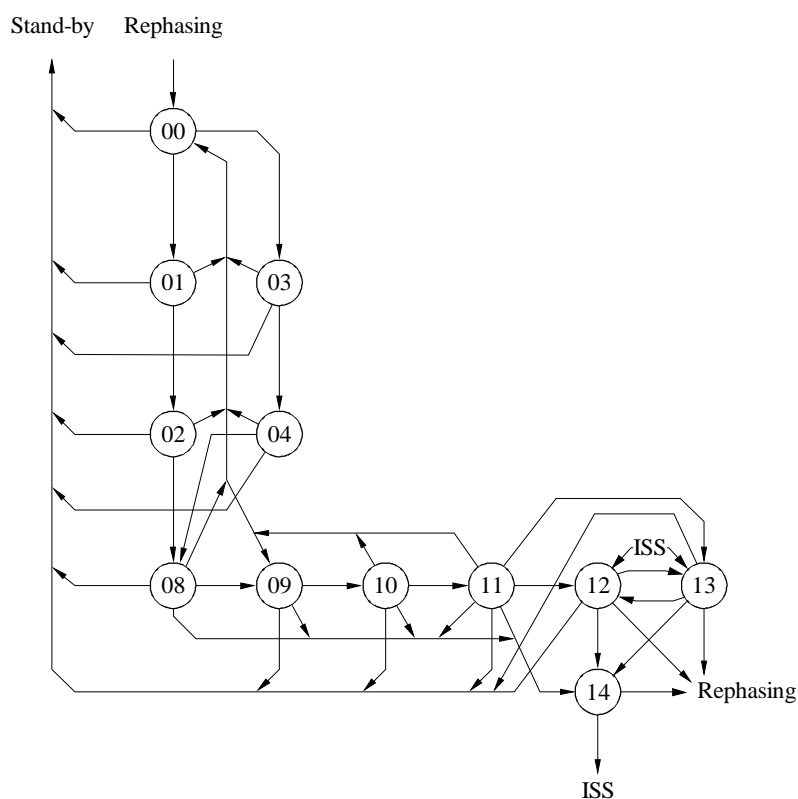 Stand-by Rephasing
00
01 03
02 04
ISS
08 09 10 11 12 13
14 Rephasing
ISS